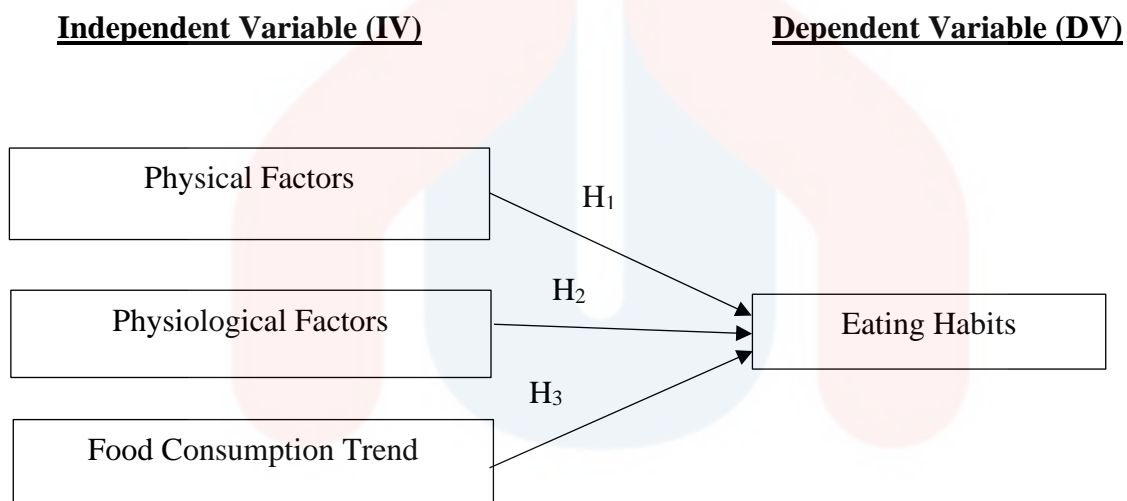 Independent Variable (IV)
Dependent Variable (DV)
Physical Factors
H₁
Physiological Factors
H₂
Eating Habits
H₃
Food Consumption Trend